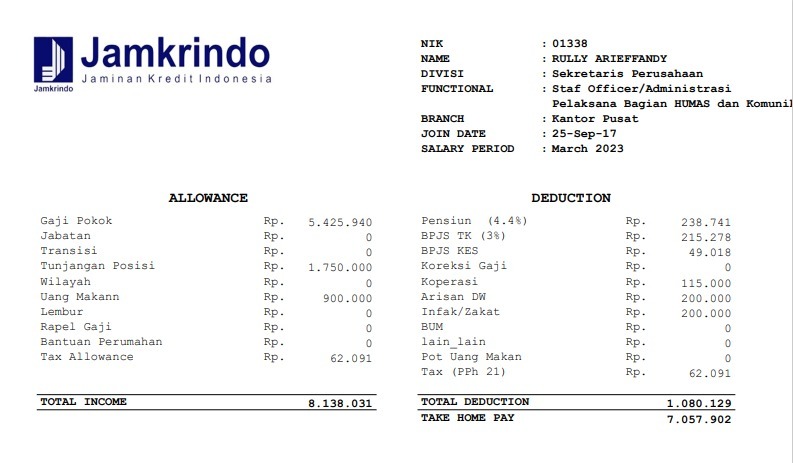 Jamkrindo
Jaminan Kredit Indonesia
Jamkrindo
NIK : 01338
NAME : RULLY ARIEFFANDY
DIVISI : Sekretaris Perusahaan
FUNCTIONAL : Staf Officer/Administrasi
Pelaksana Bagian HUMAS dan Komuni
BRANCH : Kantor Pusat
JOIN DATE : 25-Sep-17
SALARY PERIOD : March 2023
ALLOWANCE
Gaji Pokok Rp. 5.425.940
Jabatan Rp. 0
Transisi Rp. 0
Tunjangan Posisi Rp. 1.750.000
Wilayah Rp. 0
Uang Makann Rp. 900.000
Lembur Rp. 0
Rapel Gaji Rp. 0
Bantuan Perumahan Rp. 0
Tax Allowance Rp. 62.091
TOTAL INCOME 8.138.031
DEDUCTION
Pensiun (4.4%) Rp. 238.741
BPJS TK (3%) Rp. 215.278
BPJS KES Rp. 49.018
Koreksi Gaji Rp. 0
Koperasi Rp. 115.000
Arisan DW Rp. 200.000
Infak/Zakat Rp. 200.000
BUM Rp. 0
lain_lain Rp. 0
Pot Uang Makan Rp. 0
Tax (PPh 21) Rp. 62.091
TOTAL DEDUCTION 1.080.129
TAKE HOME PAY 7.057.902